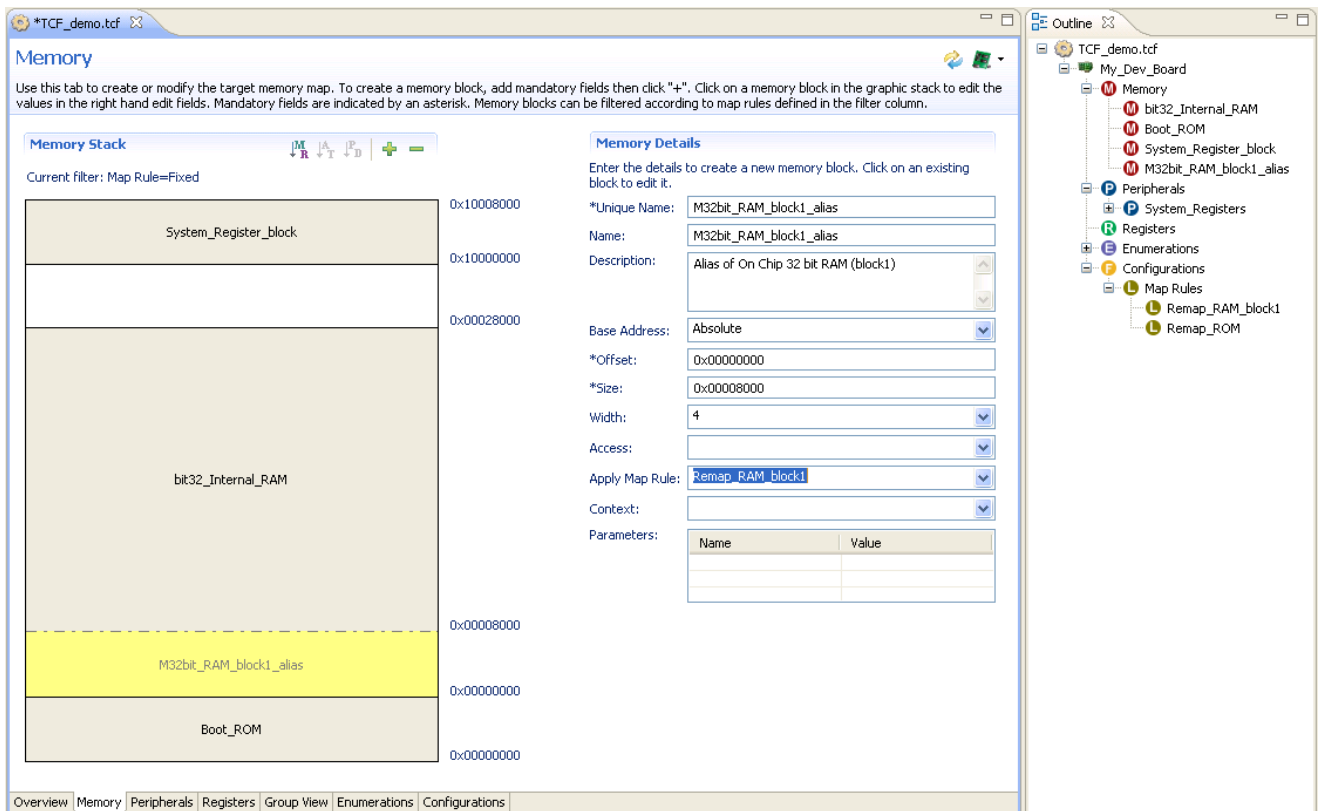 *TCF_demo.tcf
Memory
Use this tab to create or modify the target memory map. To create a memory block, add mandatory fields then click "+". Click on a memory block in the graphic stack to edit the
values in the right hand edit fields. Mandatory fields are indicated by an asterisk. Memory blocks can be filtered according to map rules defined in the filter column.
Memory Stack
M R
A T
P D
Current filter: Map Rule=Fixed
0x10008000
System_Register_block
0x10000000
0x00028000
bit32_Internal_RAM
0x00008000
M32bit_RAM_block1_alias
0x00000000
Boot_ROM
0x00000000
Memory Details
Enter the details to create a new memory block. Click on an existing
block to edit it.
*Unique Name: M32bit_RAM_block1_alias
Name: M32bit_RAM_block1_alias
Description: Alias of On Chip 32 bit RAM (block1)
Base Address: Absolute
*Offset: 0x00000000
*Size: 0x00008000
Width: 4
Access:
Apply Map Rule: Remap_RAM_block1
Context:
Parameters: Name Value
Overview Memory Peripherals Registers Group View Enumerations Configurations
Outline
TCF_demo.tcf
My_Dev_Board
M Memory
M bit32_Internal_RAM
M Boot_ROM
M System_Register_block
M M32bit_RAM_block1_alias
P Peripherals
P System_Registers
R Registers
E Enumerations
F Configurations
L Map Rules
L Remap_RAM_block1
L Remap_ROM